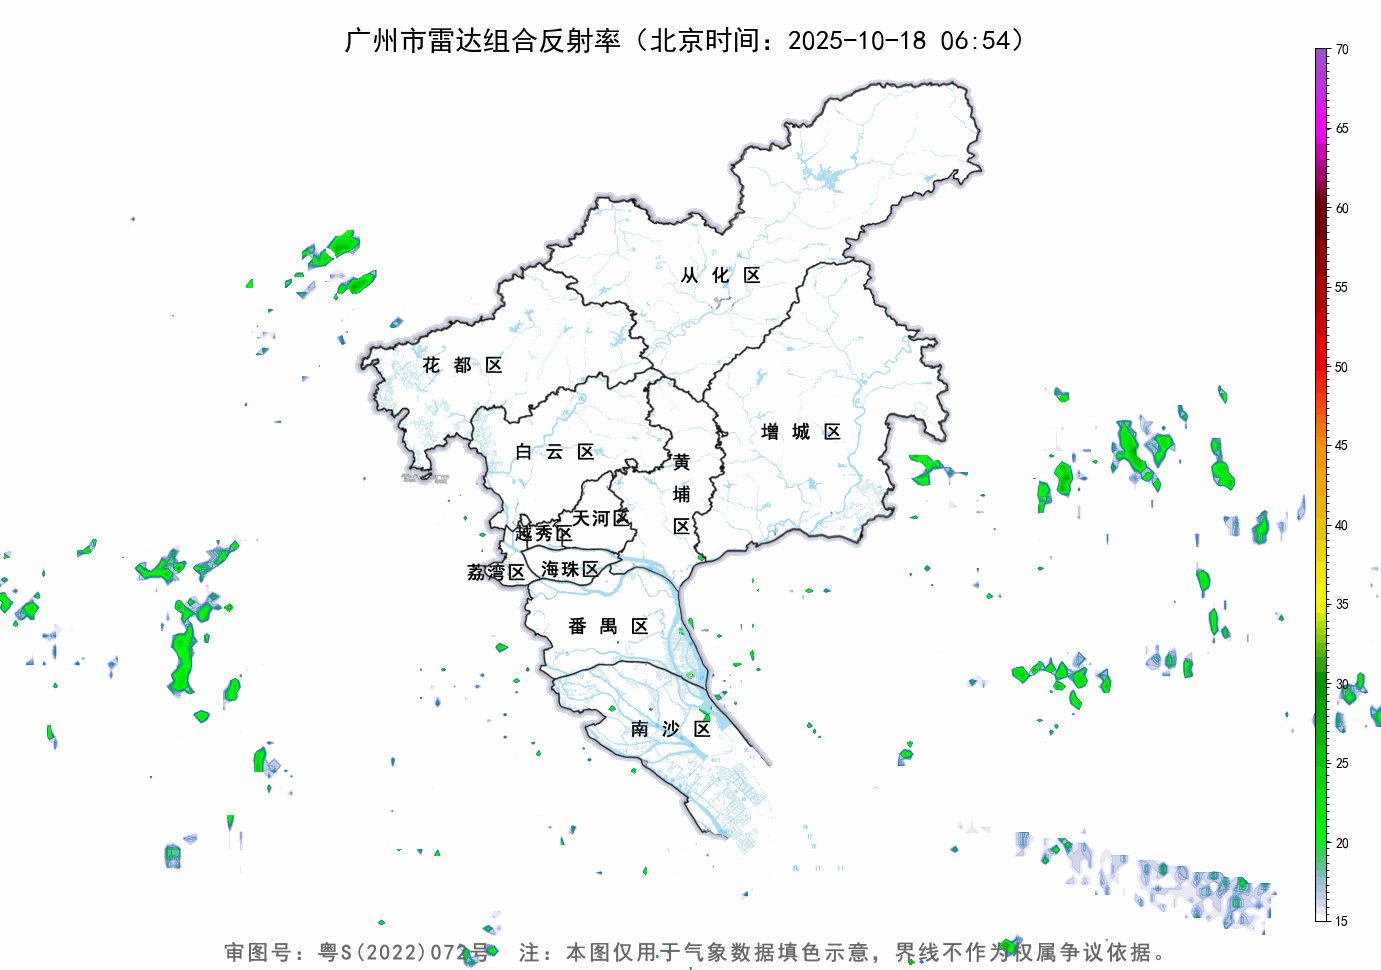 广州市雷达组合反射率（北京时间：2025-10-18 06:54）
70
65
60
55
50
45
40
35
30
25
20
15
从化区
花都区
增城区
白云区
黄埔区
天河区
越秀区
荔湾区
海珠区
番禺区
南沙区
审图号：粤S(2022)072号 注：本图仅用于气象数据填色示意，界线不作为权属争议依据。